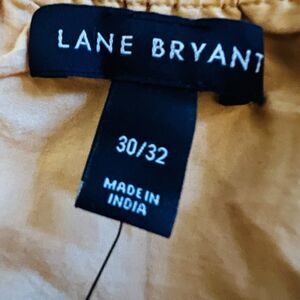 LANE BRYANT
30/32
MADE IN
INDIA